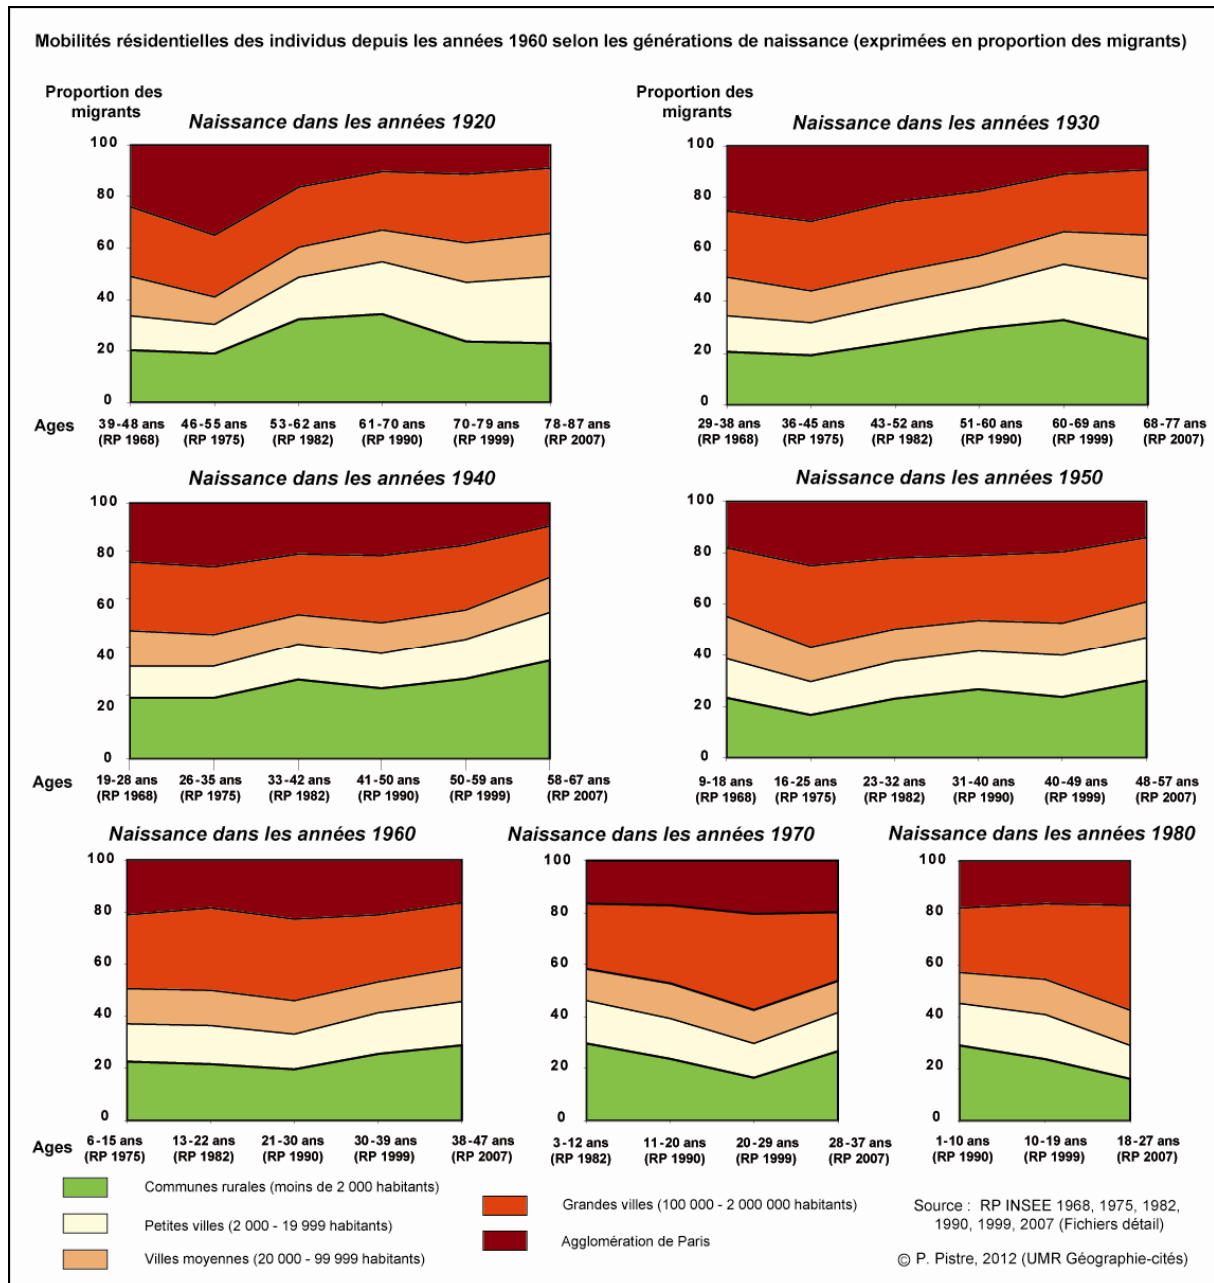 Mobilités résidentielles des individus depuis les années 1960 selon les générations de naissance (exprimées en proportion des migrants)
Proportion des
migrants
Naissance dans les années 1920
100
80
60
40
20
0
Ages
39-48 ans
(RP 1968)
46-55 ans
(RP 1975)
53-62 ans
(RP 1982)
61-70 ans
(RP 1990)
70-79 ans
(RP 1999)
78-87 ans
(RP 2007)
Proportion des
migrants
Naissance dans les années 1930
100
80
60
40
20
0
29-38 ans
(RP 1968)
36-45 ans
(RP 1975)
43-52 ans
(RP 1982)
51-60 ans
(RP 1990)
60-69 ans
(RP 1999)
68-77 ans
(RP 2007)
Naissance dans les années 1940
100
80
60
40
20
0
Ages
19-28 ans
(RP 1968)
26-35 ans
(RP 1975)
33-42 ans
(RP 1982)
41-50 ans
(RP 1990)
50-59 ans
(RP 1999)
58-67 ans
(RP 2007)
Naissance dans les années 1950
100
80
60
40
20
0
9-18 ans
(RP 1968)
16-25 ans
(RP 1975)
23-32 ans
(RP 1982)
31-40 ans
(RP 1990)
40-49 ans
(RP 1999)
48-57 ans
(RP 2007)
Naissance dans les années 1960
100
80
60
40
20
0
Ages
6-15 ans
(RP 1975)
13-22 ans
(RP 1982)
21-30 ans
(RP 1990)
30-39 ans
(RP 1999)
38-47 ans
(RP 2007)
Naissance dans les années 1970
100
80
60
40
20
0
3-12 ans
(RP 1982)
11-20 ans
(RP 1990)
20-29 ans
(RP 1999)
28-37 ans
(RP 2007)
Naissance dans les années 1980
100
80
60
40
20
0
1-10 ans
(RP 1990)
10-19 ans
(RP 1999)
18-27 ans
(RP 2007)
Communes rurales (moins de 2 000 habitants)
Petites villes (2 000 - 19 999 habitants)
Villes moyennes (20 000 - 99 999 habitants)
Grandes villes (100 000 - 2 000 000 habitants)
Agglomération de Paris
Source : RP INSEE 1968, 1975, 1982,
1990, 1999, 2007 (Fichiers détail)
© P. Pistre, 2012 (UMR Géographie-cités)